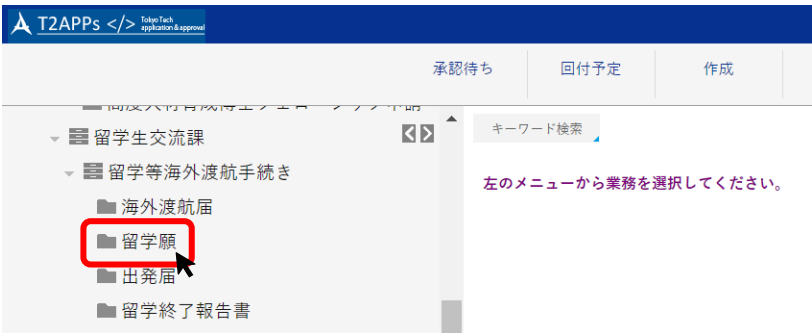 T2APPs </> Tokyo Tech
application & approval
承認待ち 回付予定 作成
留学生交流課
キーワード検索
留学等海外渡航手続き
左のメニューから業務を選択してください。
海外渡航届
留学願
出発届
留学終了報告書